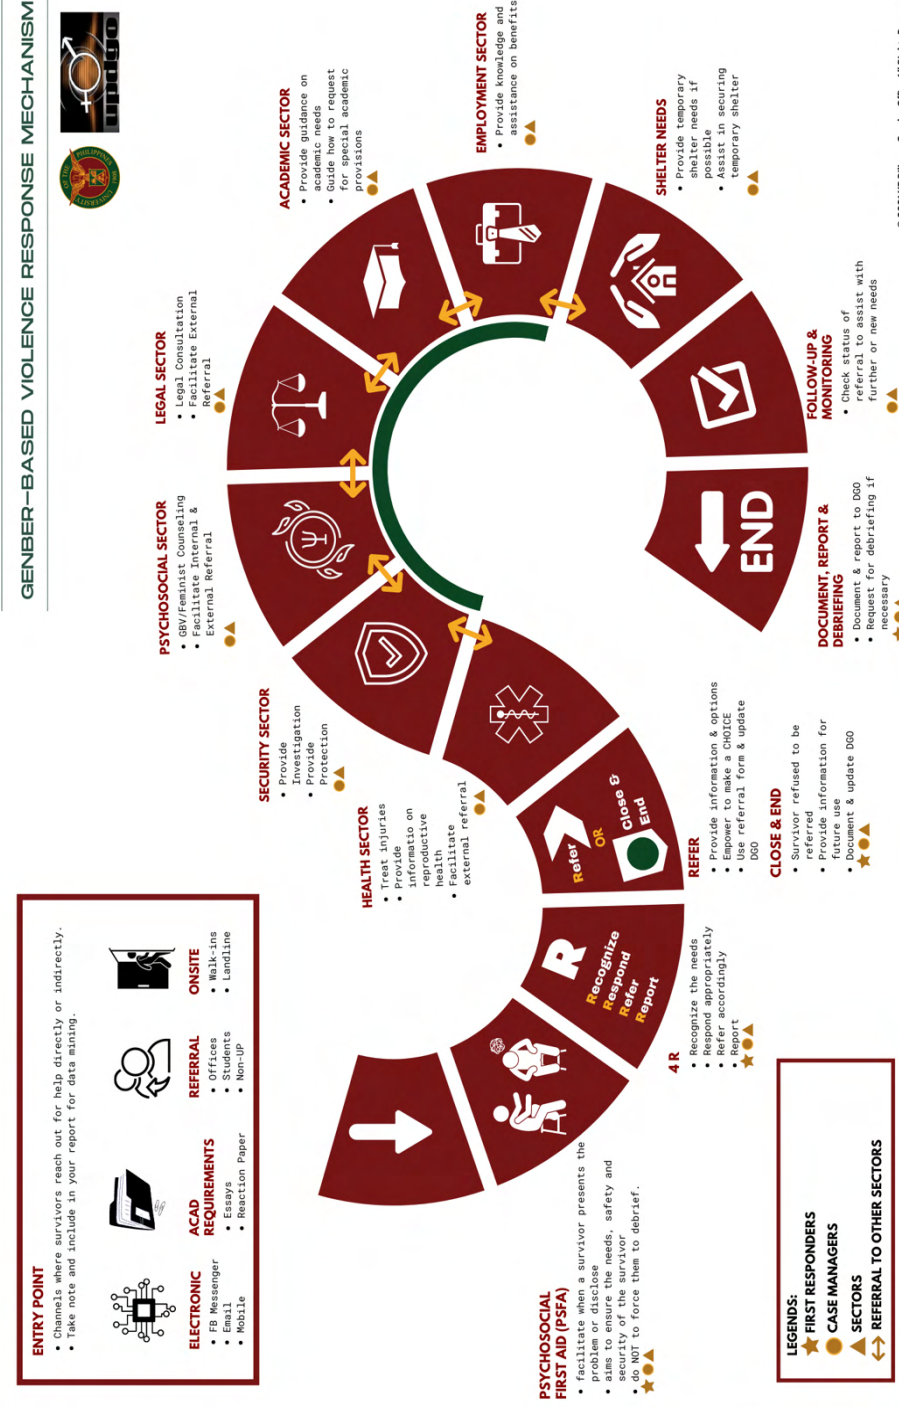 GENBER-BASED VIOLENCE RESPONSE MECHANISM
UNIVERSITY OF THE PHILIPPINES
updgo
ENTRY POINT
• Channels where survivors reach out for help directly or indirectly.
• Take note and include in your report for data mining.
ELECTRONIC
• FB Messenger
• Email
• Mobile
ACAD
REQUIREMENTS
• Essays
• Reaction Paper
REFERRAL
• Offices
• Students
• Non-UP
ONSITE
• Walk-ins
• Landline
PSYCHOSOCIAL
FIRST AID (PSFA)
• facilitate when a survivor presents the
problem or disclose
• aims to ensure the needs, safety and
security of the survivor
• do NOT to force them to debrief.
R
Recognize
Respond
Refer
Report
4 R
• Recognize the needs
• Respond appropriately
• Refer accordingly
• Report
Refer
OR
Close &
End
REFER
• Provide information & options
• Empower to make a CHOICE
• Use referral form & update
DGO
CLOSE & END
• Survivor refused to be
referred
• Provide information for
future use
• Document & update DGO
HEALTH SECTOR
• Treat injuries
• Provide
informatio on
reproductive
health
• Facilitate
external referral
SECURITY SECTOR
• Provide
Investigation
• Provide
Protection
PSYCHOSOCIAL SECTOR
• GBV/Feminist Counseling
• Facilitate Internal &
External Referral
LEGAL SECTOR
• Legal Consultation
• Facilitate External
Referral
ACADEMIC SECTOR
• Provide guidance on
academic needs
• Guide how to request
for special academic
provisions
EMPLOYMENT SECTOR
• Provide knowledge and
assistance on benefits
SHELTER NEEDS
• Provide temporary
shelter needs if
possible
• Assist in securing
temporary shelter
FOLLOW-UP &
MONITORING
• Check status of
referral to assist with
further or new needs
END
DOCUMENT, REPORT &
DEBRIEFING
• Document & report to DGO
• Request for debriefing if
necessary
LEGENDS:
FIRST RESPONDERS
CASE MANAGERS
SECTORS
REFERRAL TO OTHER SECTORS